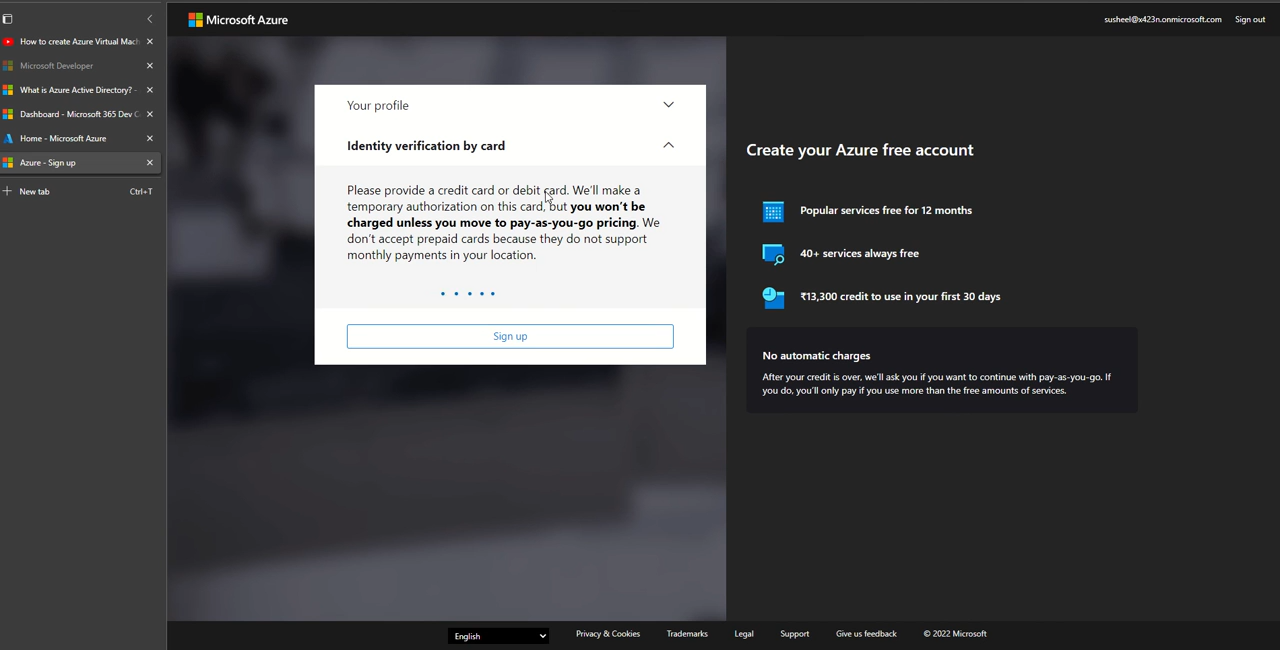 How to create Azure Virtual Mach
Microsoft Developer
What is Azure Active Directory? -
Dashboard - Microsoft 365 Dev C
Home - Microsoft Azure
Azure - Sign up
New tab Ctrl+T
Microsoft Azure
susheel@x423n.onmicrosoft.com Sign out
Your profile
Identity verification by card
Please provide a credit card or debit card. We'll make a
temporary authorization on this card, but you won't be
charged unless you move to pay-as-you-go pricing. We
don't accept prepaid cards because they do not support
monthly payments in your location.
Sign up
Create your Azure free account
Popular services free for 12 months
40+ services always free
₹13,300 credit to use in your first 30 days
No automatic charges
After your credit is over, we'll ask you if you want to continue with pay-as-you-go. If
you do, you'll only pay if you use more than the free amounts of services.
English
Privacy & Cookies Trademarks Legal Support Give us feedback © 2022 Microsoft